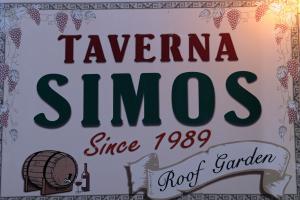 TAVERNA
SIMOS
Since 1989
Roof Garden